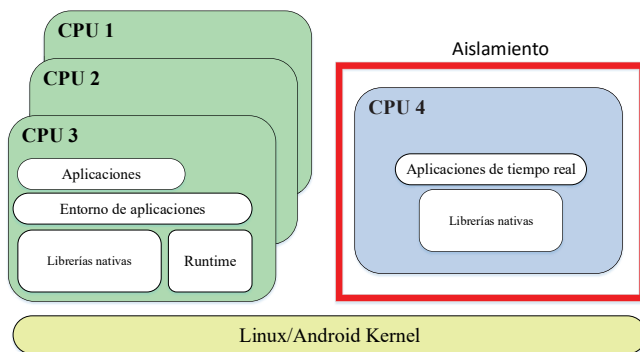 CPU 1
CPU 2
CPU 3
Aplicaciones
Entorno de aplicaciones
Librerías nativas
Runtime
Aislamiento
CPU 4
Aplicaciones de tiempo real
Librerías nativas
Linux/Android Kernel